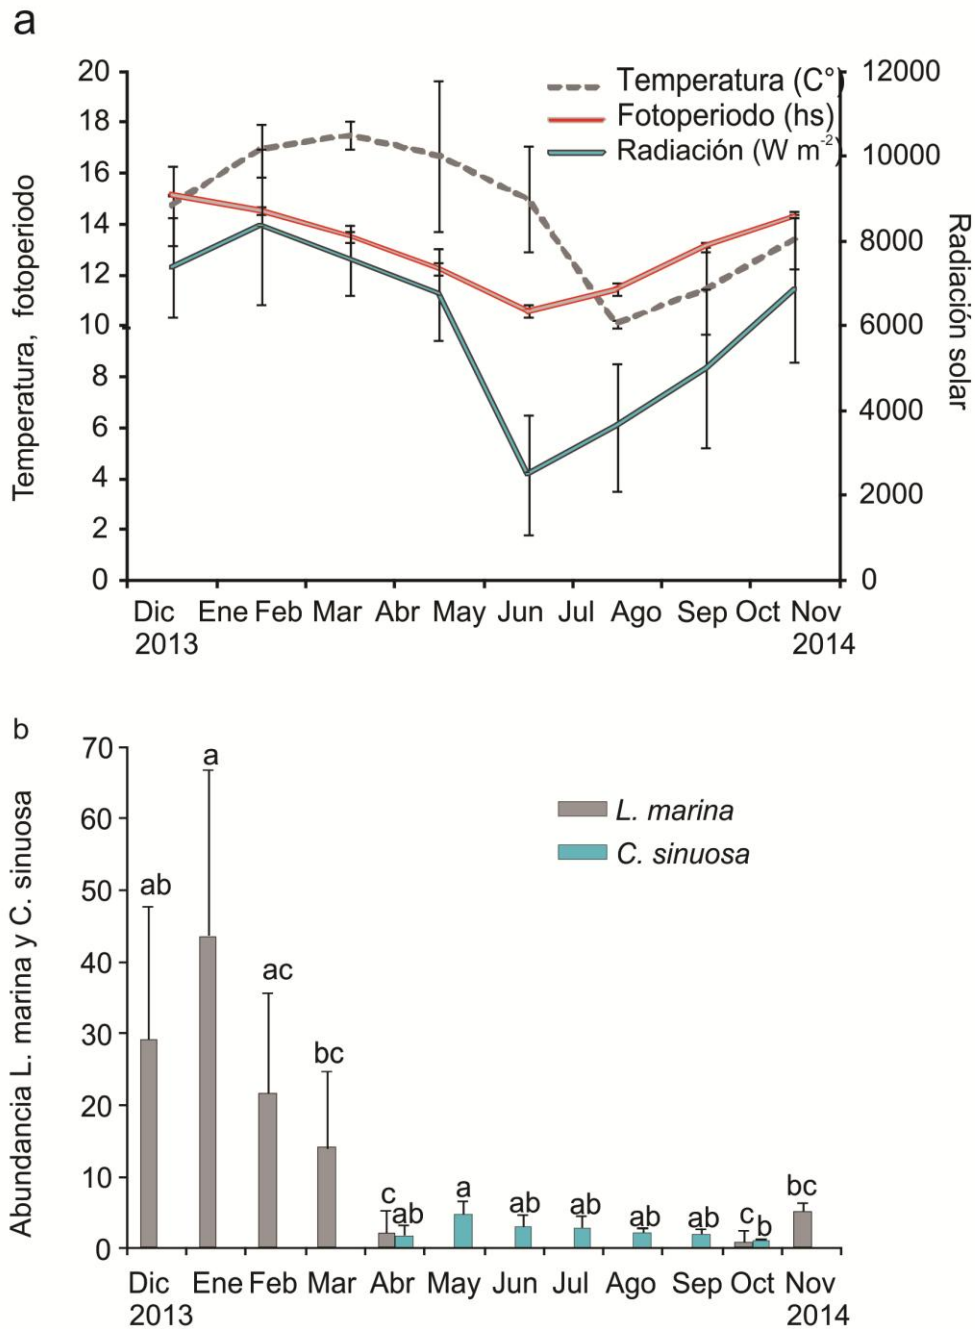 a
Temperatura (C°)
Fotoperiodo (hs)
Radiación (W m⁻²)
20
18
16
14
12
10
8
6
4
2
0
Temperatura, fotoperiodo
12000
10000
8000
6000
4000
2000
0
Radiación solar
Dic Ene Feb Mar Abr May Jun Jul Ago Sep Oct Nov
2013 2014
b
70
60
50
40
30
20
10
0
Abundancia L. marina y C. sinuosa
L. marina
C. sinuosa
ab a ac bc c ab a ab ab ab ab c b bc
Dic Ene Feb Mar Abr May Jun Jul Ago Sep Oct Nov
2013 2014